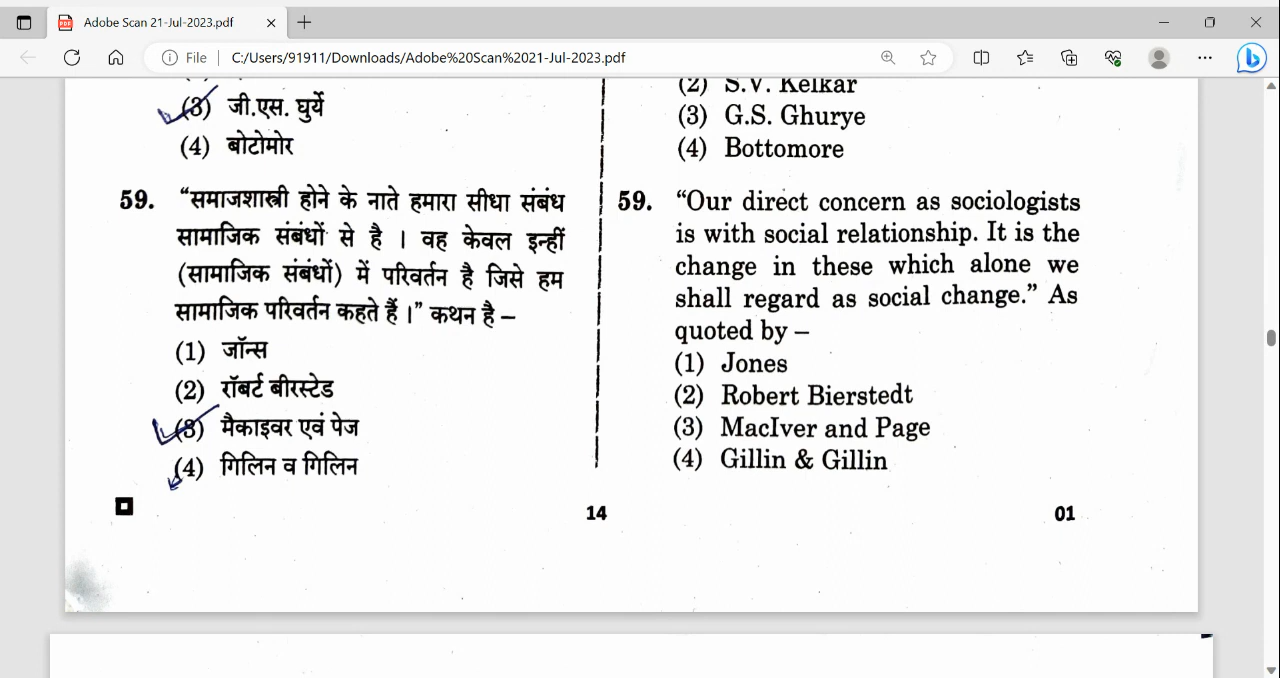 Adobe Scan 21-Jul-2023.pdf
File
C:/Users/91911/Downloads/Adobe%20Scan%2021-Jul-2023.pdf
(3) जी.एस. घुर्ये
(4) बोटोमोर
59. “समाजशास्त्री होने के नाते हमारा सीधा संबंध
सामाजिक संबंधों से है । वह केवल इन्हीं
(सामाजिक संबंधों) में परिवर्तन है जिसे हम
सामाजिक परिवर्तन कहते हैं ।” कथन है –
(1) जॉन्स
(2) रॉबर्ट बीरस्टेड
(3) मैकाइवर एवं पेज
(4) गिलिन व गिलिन
(2) S.V. Kelkar
(3) G.S. Ghurye
(4) Bottomore
59. “Our direct concern as sociologists
is with social relationship. It is the
change in these which alone we
shall regard as social change.” As
quoted by –
(1) Jones
(2) Robert Bierstedt
(3) MacIver and Page
(4) Gillin & Gillin
14
01